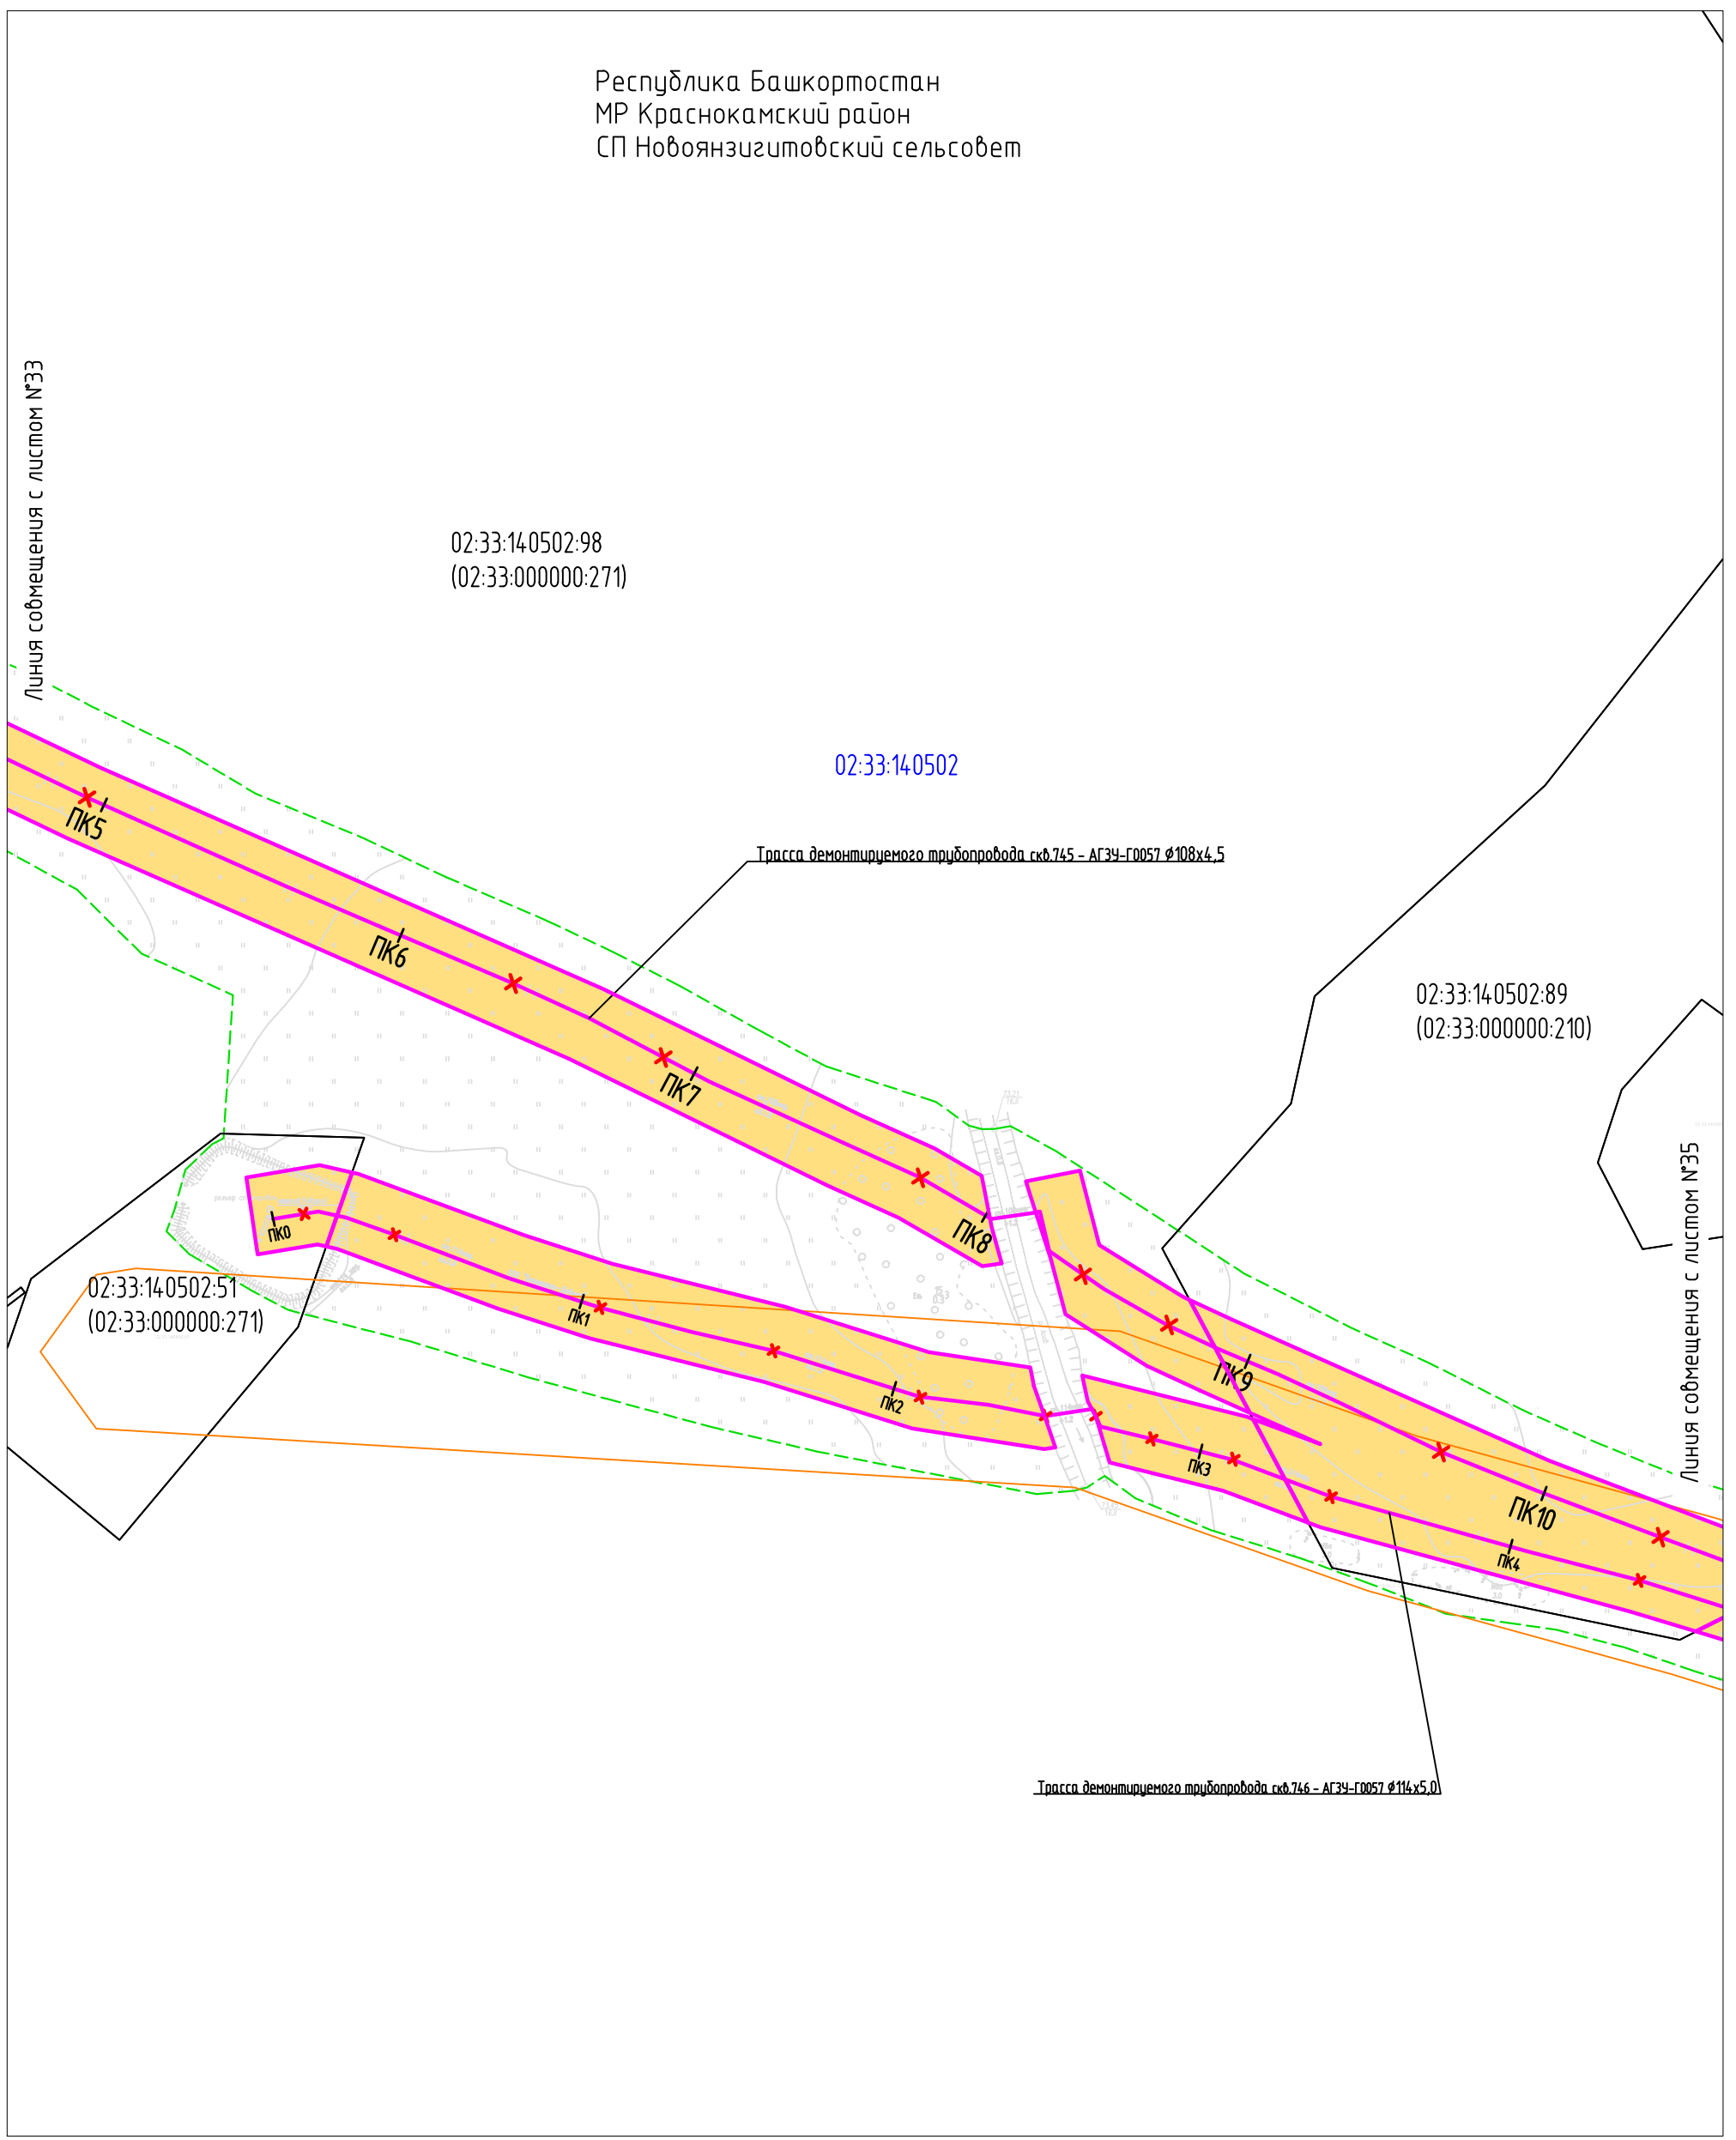 Республика Башкортостан
МР Краснокамский район
СП Новоянзигитовский сельсовет
Линия совмещения с листом №33
02:33:140502:98
(02:33:000000:271)
02:33:140502
ПК5
Трасса демонтируемого трубопровода скв.745 - АГЗУ-Г0057 Ø108х4,5
ПК6
02:33:140502:89
(02:33:000000:210)
ПК7
Линия совмещения с листом №35
ПК8
ПК0
02:33:140502:51
(02:33:000000:271)
ПК1
ПК9
ПК2
ПК3
ПК10
ПК4
Трасса демонтируемого трубопровода скв.746 - АГЗУ-Г0057 Ø114х5,0